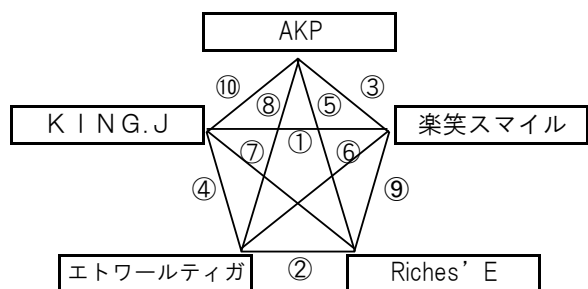 AKP
⑩ ⑧ ⑤ ③
ＫＩＮＧ.Ｊ 楽笑スマイル
①
⑦ ⑥
④ ⑨
エトワールティガ ② Riches’ E